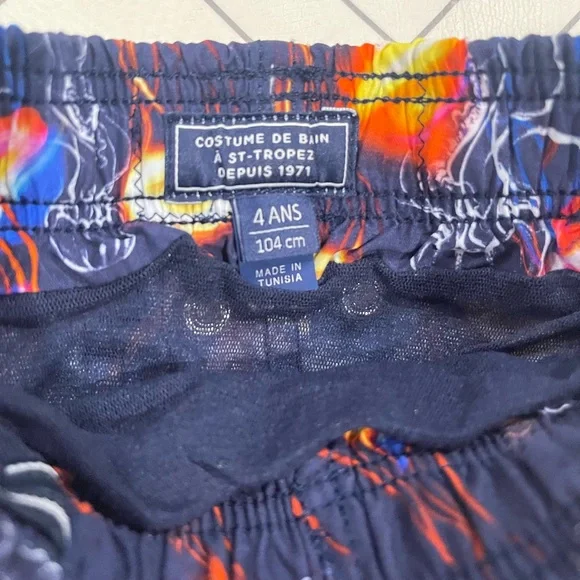 COSTUME DE BAIN
À ST-TROPEZ
DEPUIS 1971
4 ANS
104 cm
MADE IN
TUNISIA